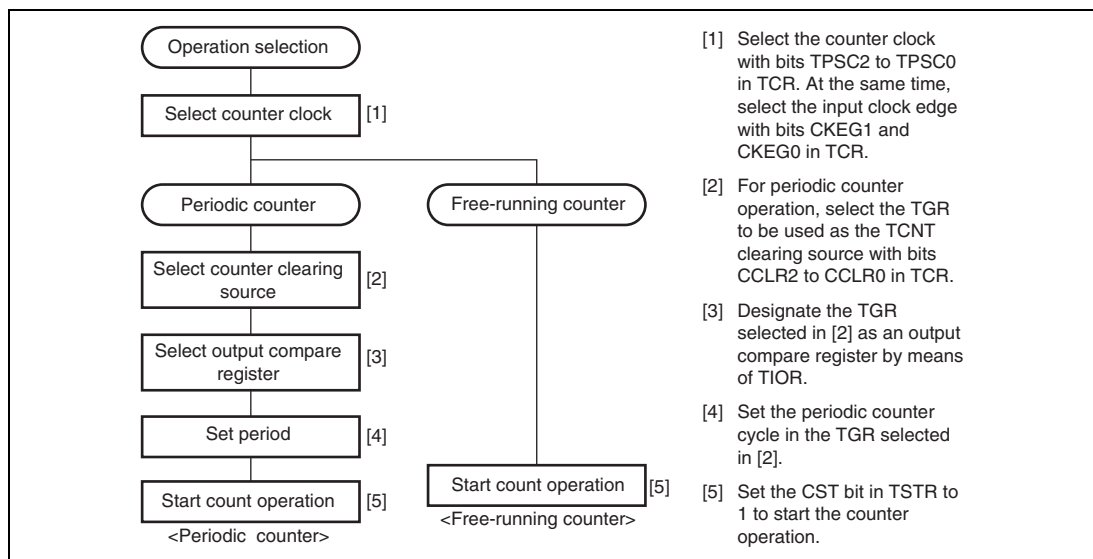 Operation selection
Select counter clock
[1]
Periodic counter
Free-running counter
Select counter clearing
source
[2]
Select output compare
register
[3]
Set period
[4]
Start count operation
[5]
<Periodic counter>
Start count operation
[5]
<Free-running counter>
[1] Select the counter clock
with bits TPSC2 to TPSC0
in TCR. At the same time,
select the input clock edge
with bits CKEG1 and
CKEG0 in TCR.
[2] For periodic counter
operation, select the TGR
to be used as the TCNT
clearing source with bits
CCLR2 to CCLR0 in TCR.
[3] Designate the TGR
selected in [2] as an output
compare register by means
of TIOR.
[4] Set the periodic counter
cycle in the TGR selected
in [2].
[5] Set the CST bit in TSTR to
1 to start the counter
operation.